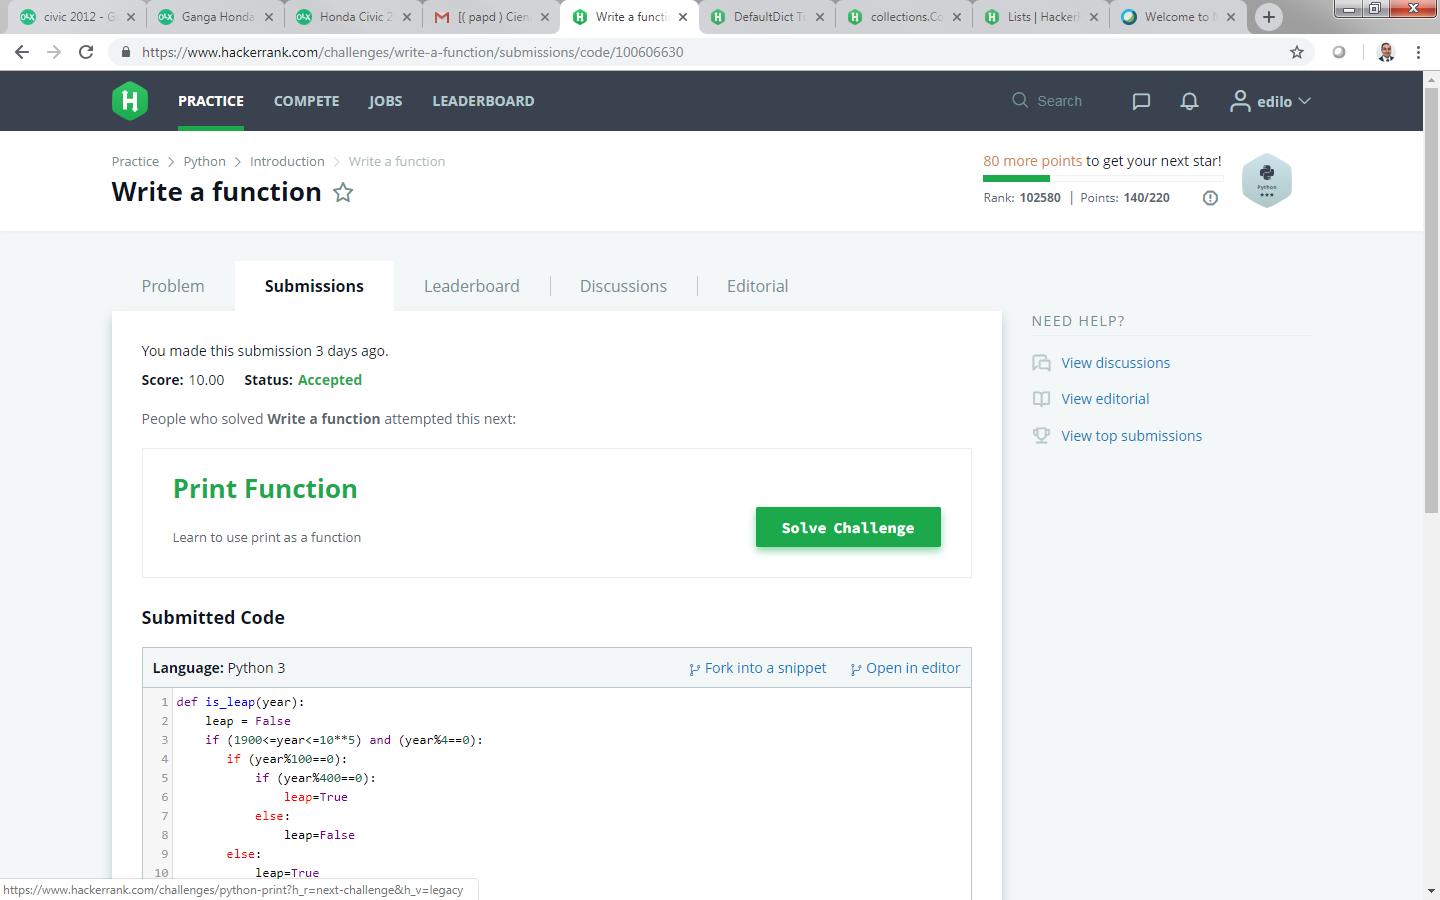 civic 2012 - G
Ganga Honda
Honda Civic 2
[( papd ) Cien
Write a functi
DefaultDict Tu
collections.Co
Lists | Hacker
Welcome to
https://www.hackerrank.com/challenges/write-a-function/submissions/code/100606630
H PRACTICE COMPETE JOBS LEADERBOARD Search edilo
Practice > Python > Introduction > Write a function
Write a function
80 more points to get your next star!
Rank: 102580 | Points: 140/220
Python
Problem Submissions Leaderboard Discussions Editorial
You made this submission 3 days ago.
Score: 10.00 Status: Accepted
People who solved Write a function attempted this next:
Print Function
Learn to use print as a function
Solve Challenge
NEED HELP?
View discussions
View editorial
View top submissions
Submitted Code
Language: Python 3 Fork into a snippet Open in editor
1 def is_leap(year):
2 leap = False
3 if (1900<=year<=10**5) and (year%4==0):
4 if (year%100==0):
5 if (year%400==0):
6 leap=True
7 else:
8 leap=False
9 else:
10 leap=True
https://www.hackerrank.com/challenges/python-print?h_r=next-challenge&h_v=legacy